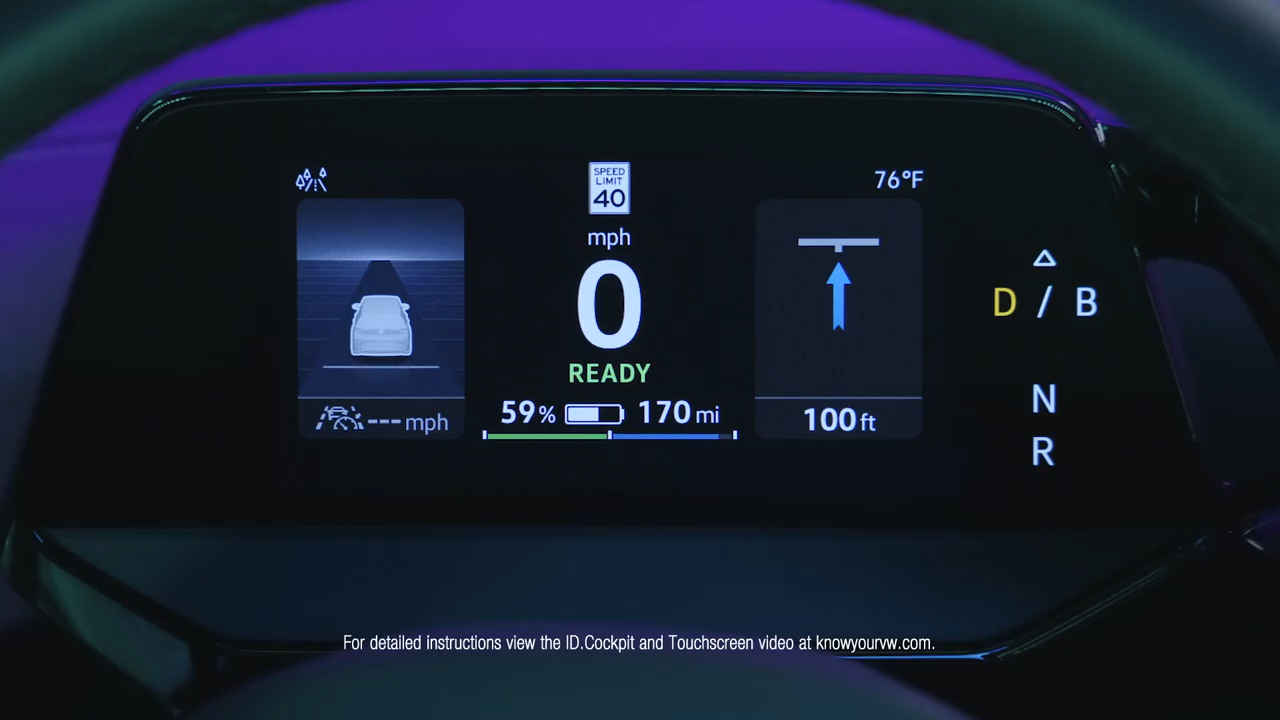 SPEED
LIMIT
40
76°F
mph
0
READY
D / B
N
R
59% 170 mi
--- mph
100 ft
For detailed instructions view the ID.Cockpit and Touchscreen video at knowyourvw.com.